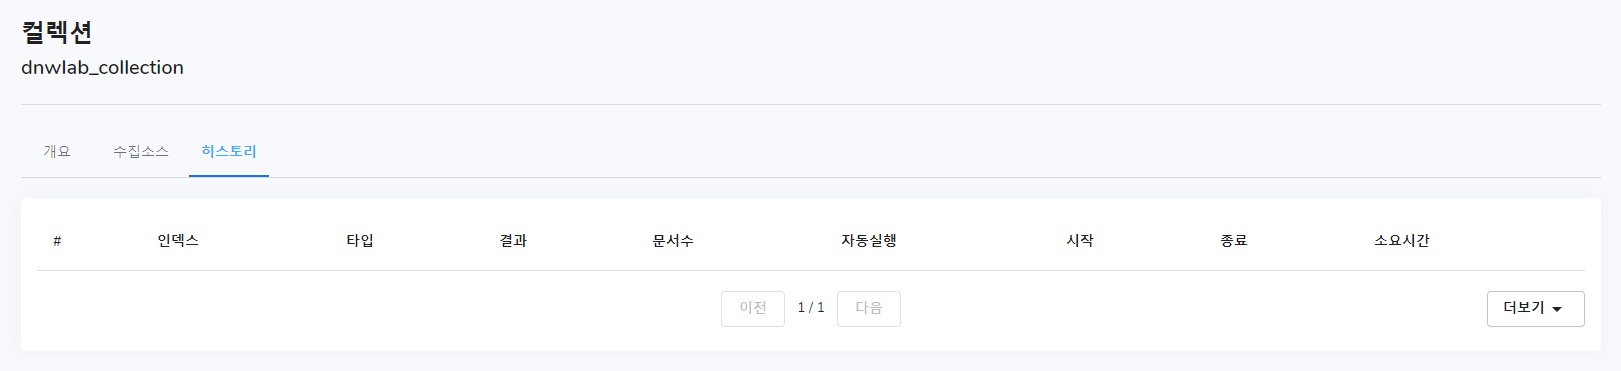 컬렉션
dnwlab_collection
개요 수집소스 히스토리
# 인덱스 타입 결과 문서수 자동실행 시작 종료 소요시간
이전 1 / 1 다음 더보기